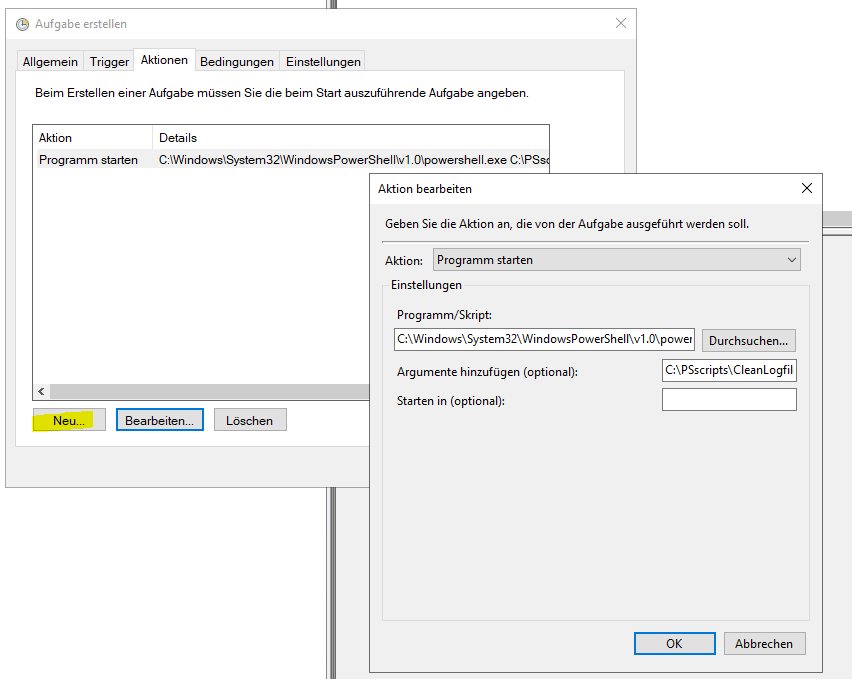 Aufgabe erstellen
Allgemein Trigger Aktionen Bedingungen Einstellungen
Beim Erstellen einer Aufgabe müssen Sie die beim Start auszuführende Aufgabe angeben.
Aktion Details
Programm starten C:\Windows\System32\WindowsPowerShell\v1.0\powershell.exe C:\PSsc
Neu... Bearbeiten... Löschen
Aktion bearbeiten
Geben Sie die Aktion an, die von der Aufgabe ausgeführt werden soll.
Aktion: Programm starten
Einstellungen
Programm/Skript:
C:\Windows\System32\WindowsPowerShell\v1.0\power Durchsuchen...
Argumente hinzufügen (optional): C:\PSscripts\CleanLogfil
Starten in (optional):
OK Abbrechen